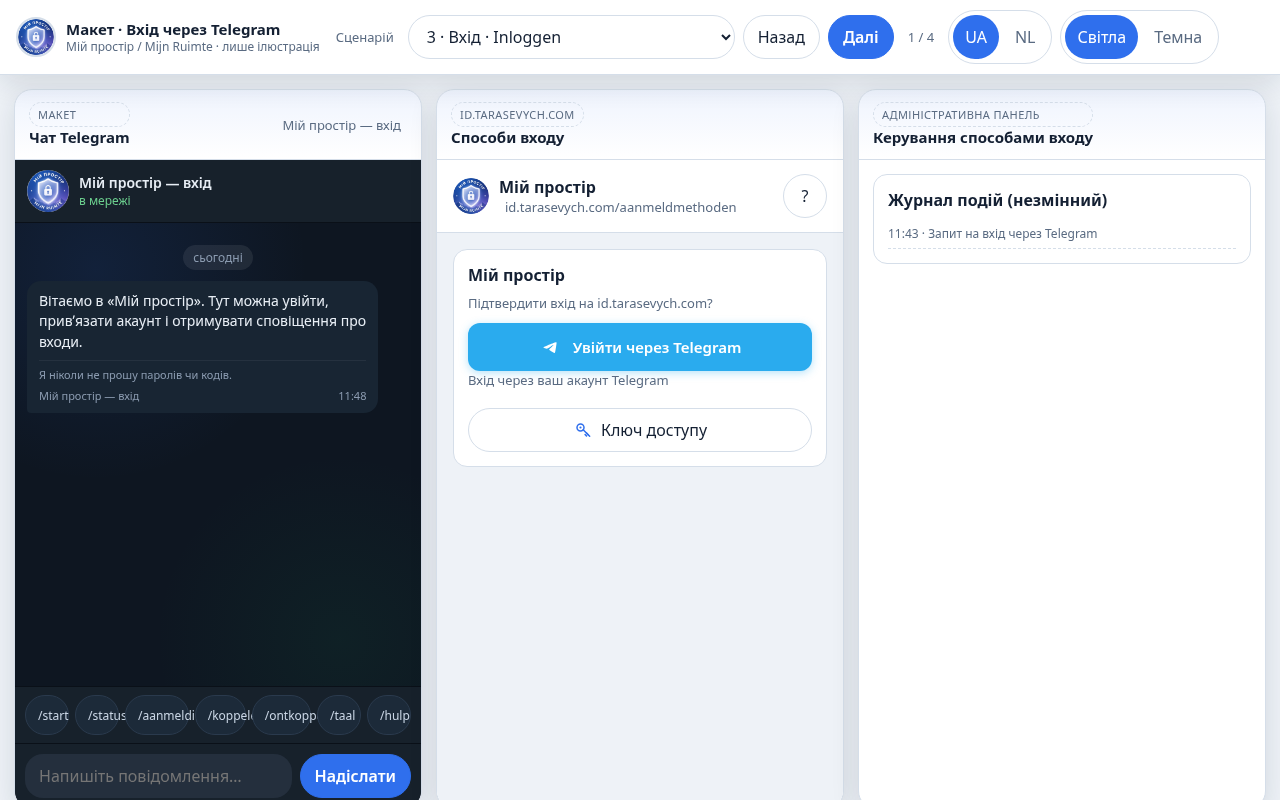 Макет · Вхід через Telegram
Мій простір / Mijn Ruimte · лише ілюстрація
Сценарій
3 · Вхід · Inloggen
Назад
Далі
1 / 4
UA
NL
Світла
Темна
МАКЕТ
Чат Telegram
Мій простір — вхід
Мій простір — вхід
в мережі
сьогодні
Вітаємо в «Мій простір». Тут можна увійти,
прив’язати акаунт і отримувати сповіщення про
входи.
Я ніколи не прошу паролів чи кодів.
Мій простір — вхід
11:48
/start
/status
/aanmeldi
/koppel
/ontkopp
/taal
/hulp
Напишіть повідомлення...
Надіслати
ID.TARASEVYCH.COM
Способи входу
Мій простір
id.tarasevych.com/aanmeldmethoden
?
Мій простір
Підтвердити вхід на id.tarasevych.com?
Увійти через Telegram
Вхід через ваш акаунт Telegram
Ключ доступу
АДМІНІСТРАТИВНА ПАНЕЛЬ
Керування способами входу
Журнал подій (незмінний)
11:43 · Запит на вхід через Telegram